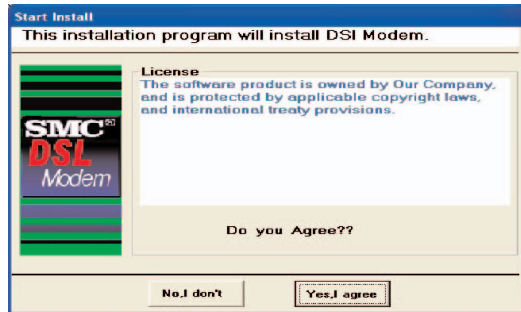 Start Install
This installation program will install DSI Modem.
License
The software product is owned by Our Company,
and is protected by applicable copyright laws,
and international treaty provisions.
SMC®
DSL
Modem
Do you Agree??
No,I don't
Yes,I agree